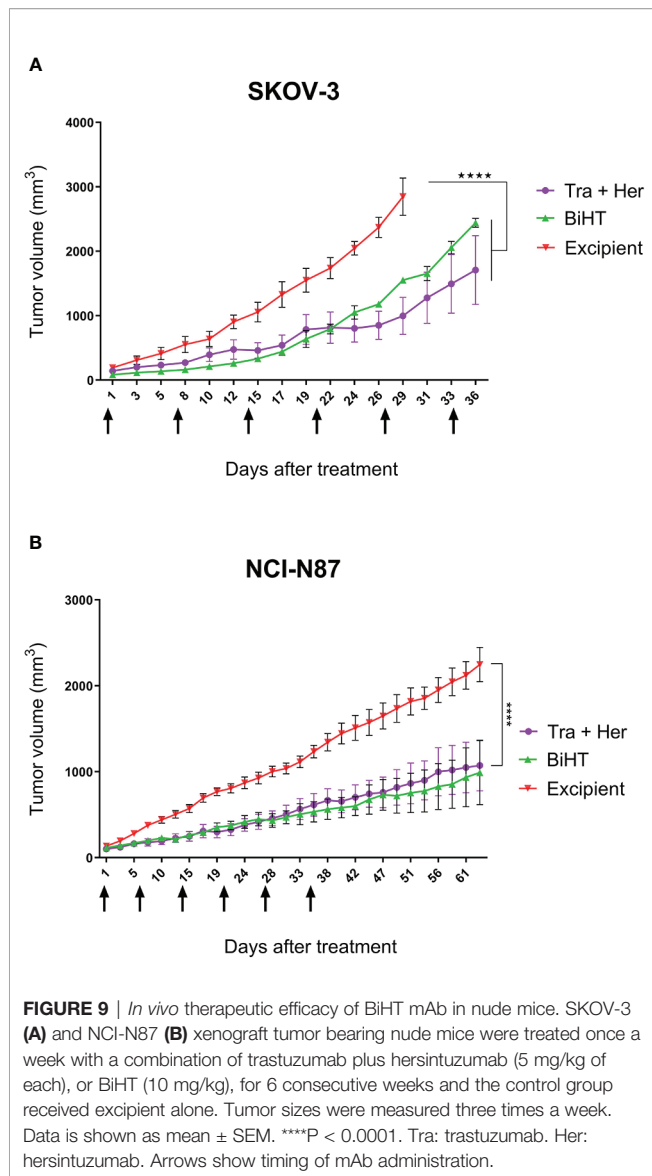 A
SKOV-3
4000
3000
2000
1000
0
Tumor volume (mm³)
★★★★
Tra + Her
BiHT
Excipient
1 3 5 8 10 12 15 17 19 22 24 26 29 31 33 36
Days after treatment
B
NCI-N87
3000
2000
1000
0
Tumor volume (mm³)
★★★★
Tra + Her
BiHT
Excipient
1 5 10 15 19 24 28 33 38 42 47 51 56 61
Days after treatment
FIGURE 9 | In vivo therapeutic efficacy of BiHT mAb in nude mice. SKOV-3
(A) and NCI-N87 (B) xenograft tumor bearing nude mice were treated once a
week with a combination of trastuzumab plus hersintuzumab (5 mg/kg of
each), or BiHT (10 mg/kg), for 6 consecutive weeks and the control group
received excipient alone. Tumor sizes were measured three times a week.
Data is shown as mean ± SEM. ****P < 0.0001. Tra: trastuzumab. Her:
hersintuzumab. Arrows show timing of mAb administration.